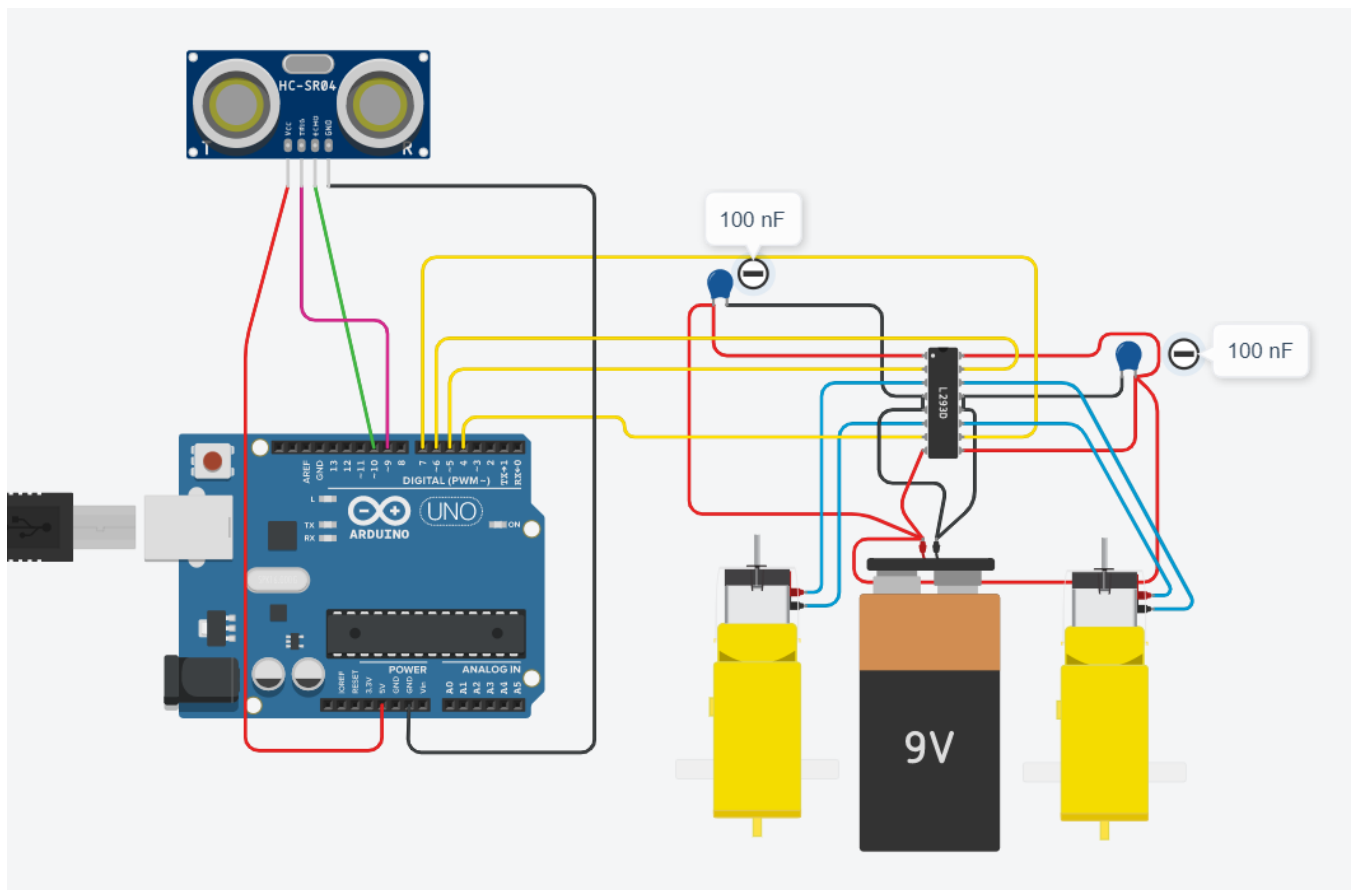 HC-SR04
VCC
TRIG
ECHO
GND
T
R
100 nF
100 nF
L293D
AREF
GND
13
12
~11
~10
~9
8
7
~6
~5
4
~3
2
TX→1
RX←0
DIGITAL (PWM~)
L
TX
RX
UNO
ARDUINO
ON
POWER
ANALOG IN
IOREF
RESET
3.3V
5V
GND
GND
Vin
A0
A1
A2
A3
A4
A5
9V